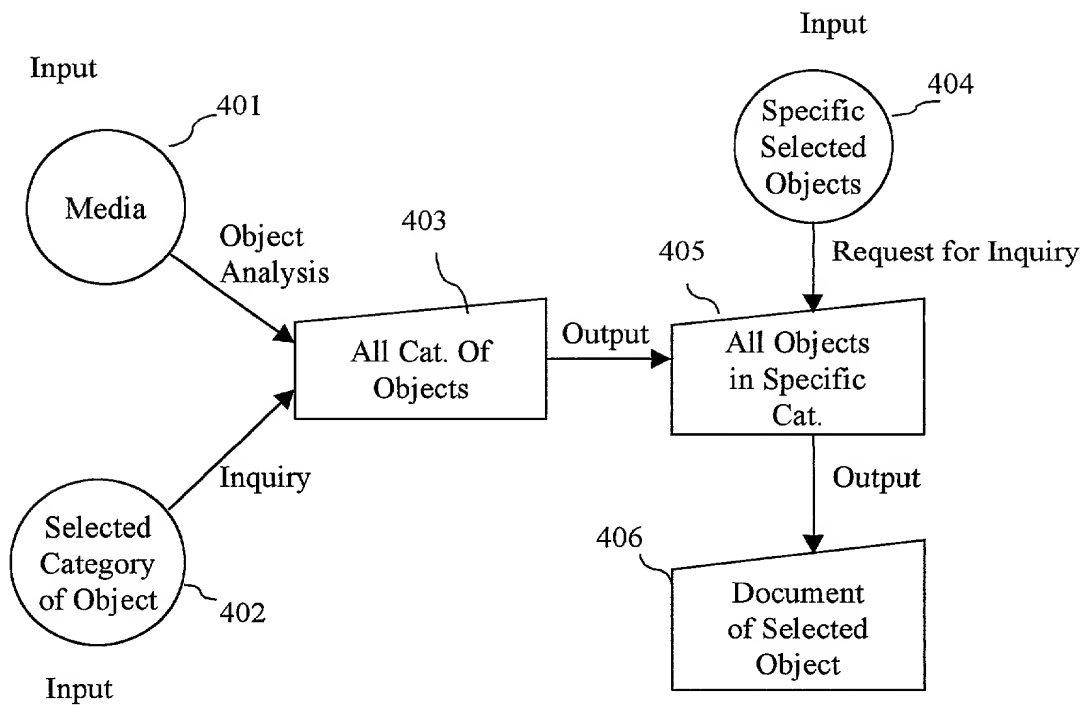 Input
Input
401
404
Specific
Selected
Objects
Media
Object
Analysis
403
405
Request for Inquiry
All Cat. Of
Objects
Output
All Objects
in Specific
Cat.
Inquiry
Output
Selected
Category
of Object
402
406
Document
of Selected
Object
Input